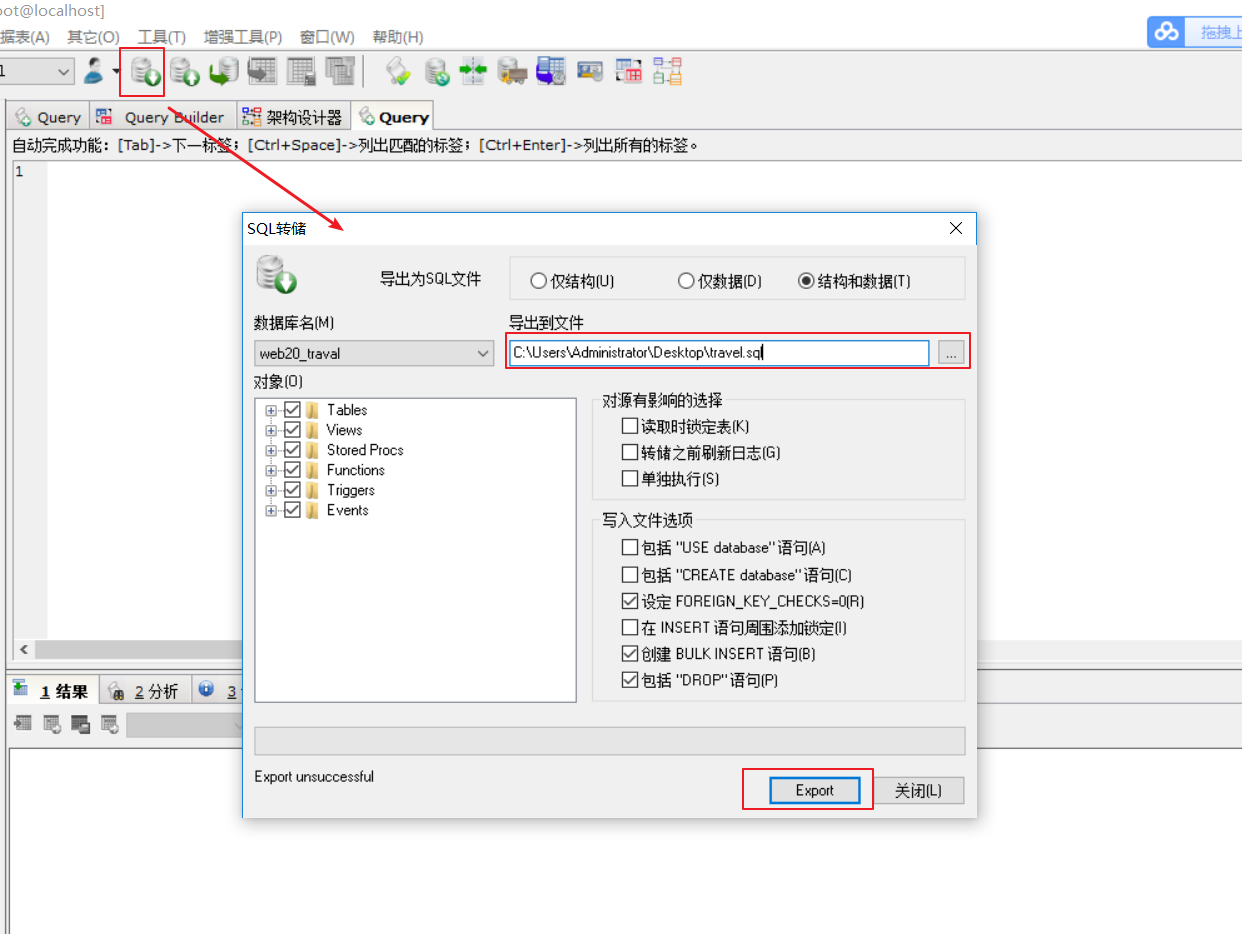 oot@localhost]
据表(A) 其它(O) 工具(T) 增强工具(P) 窗口(W) 帮助(H)
拖拽上
1
Query Query Builder 架构设计器 Query
自动完成功能：[Tab]->下一标签；[Ctrl+Space]->列出匹配的标签；[Ctrl+Enter]->列出所有的标签。
1
SQL转储
导出为SQL文件
仅结构(U) 仅数据(D) 结构和数据(T)
数据库名(M)
导出到文件
web20_traval
C:\Users\Administrator\Desktop\travel.sql
...
对象(O)
Tables
Views
Stored Procs
Functions
Triggers
Events
对源有影响的选择
读取时锁定表(K)
转储之前刷新日志(G)
单独执行(S)
写入文件选项
包括 "USE database" 语句(A)
包括 "CREATE database" 语句(C)
设定 FOREIGN_KEY_CHECKS=0(R)
在 INSERT 语句周围添加锁定(I)
创建 BULK INSERT 语句(B)
包括 "DROP" 语句(P)
Export unsuccessful
Export
关闭(L)
1 结果 2 分析 3